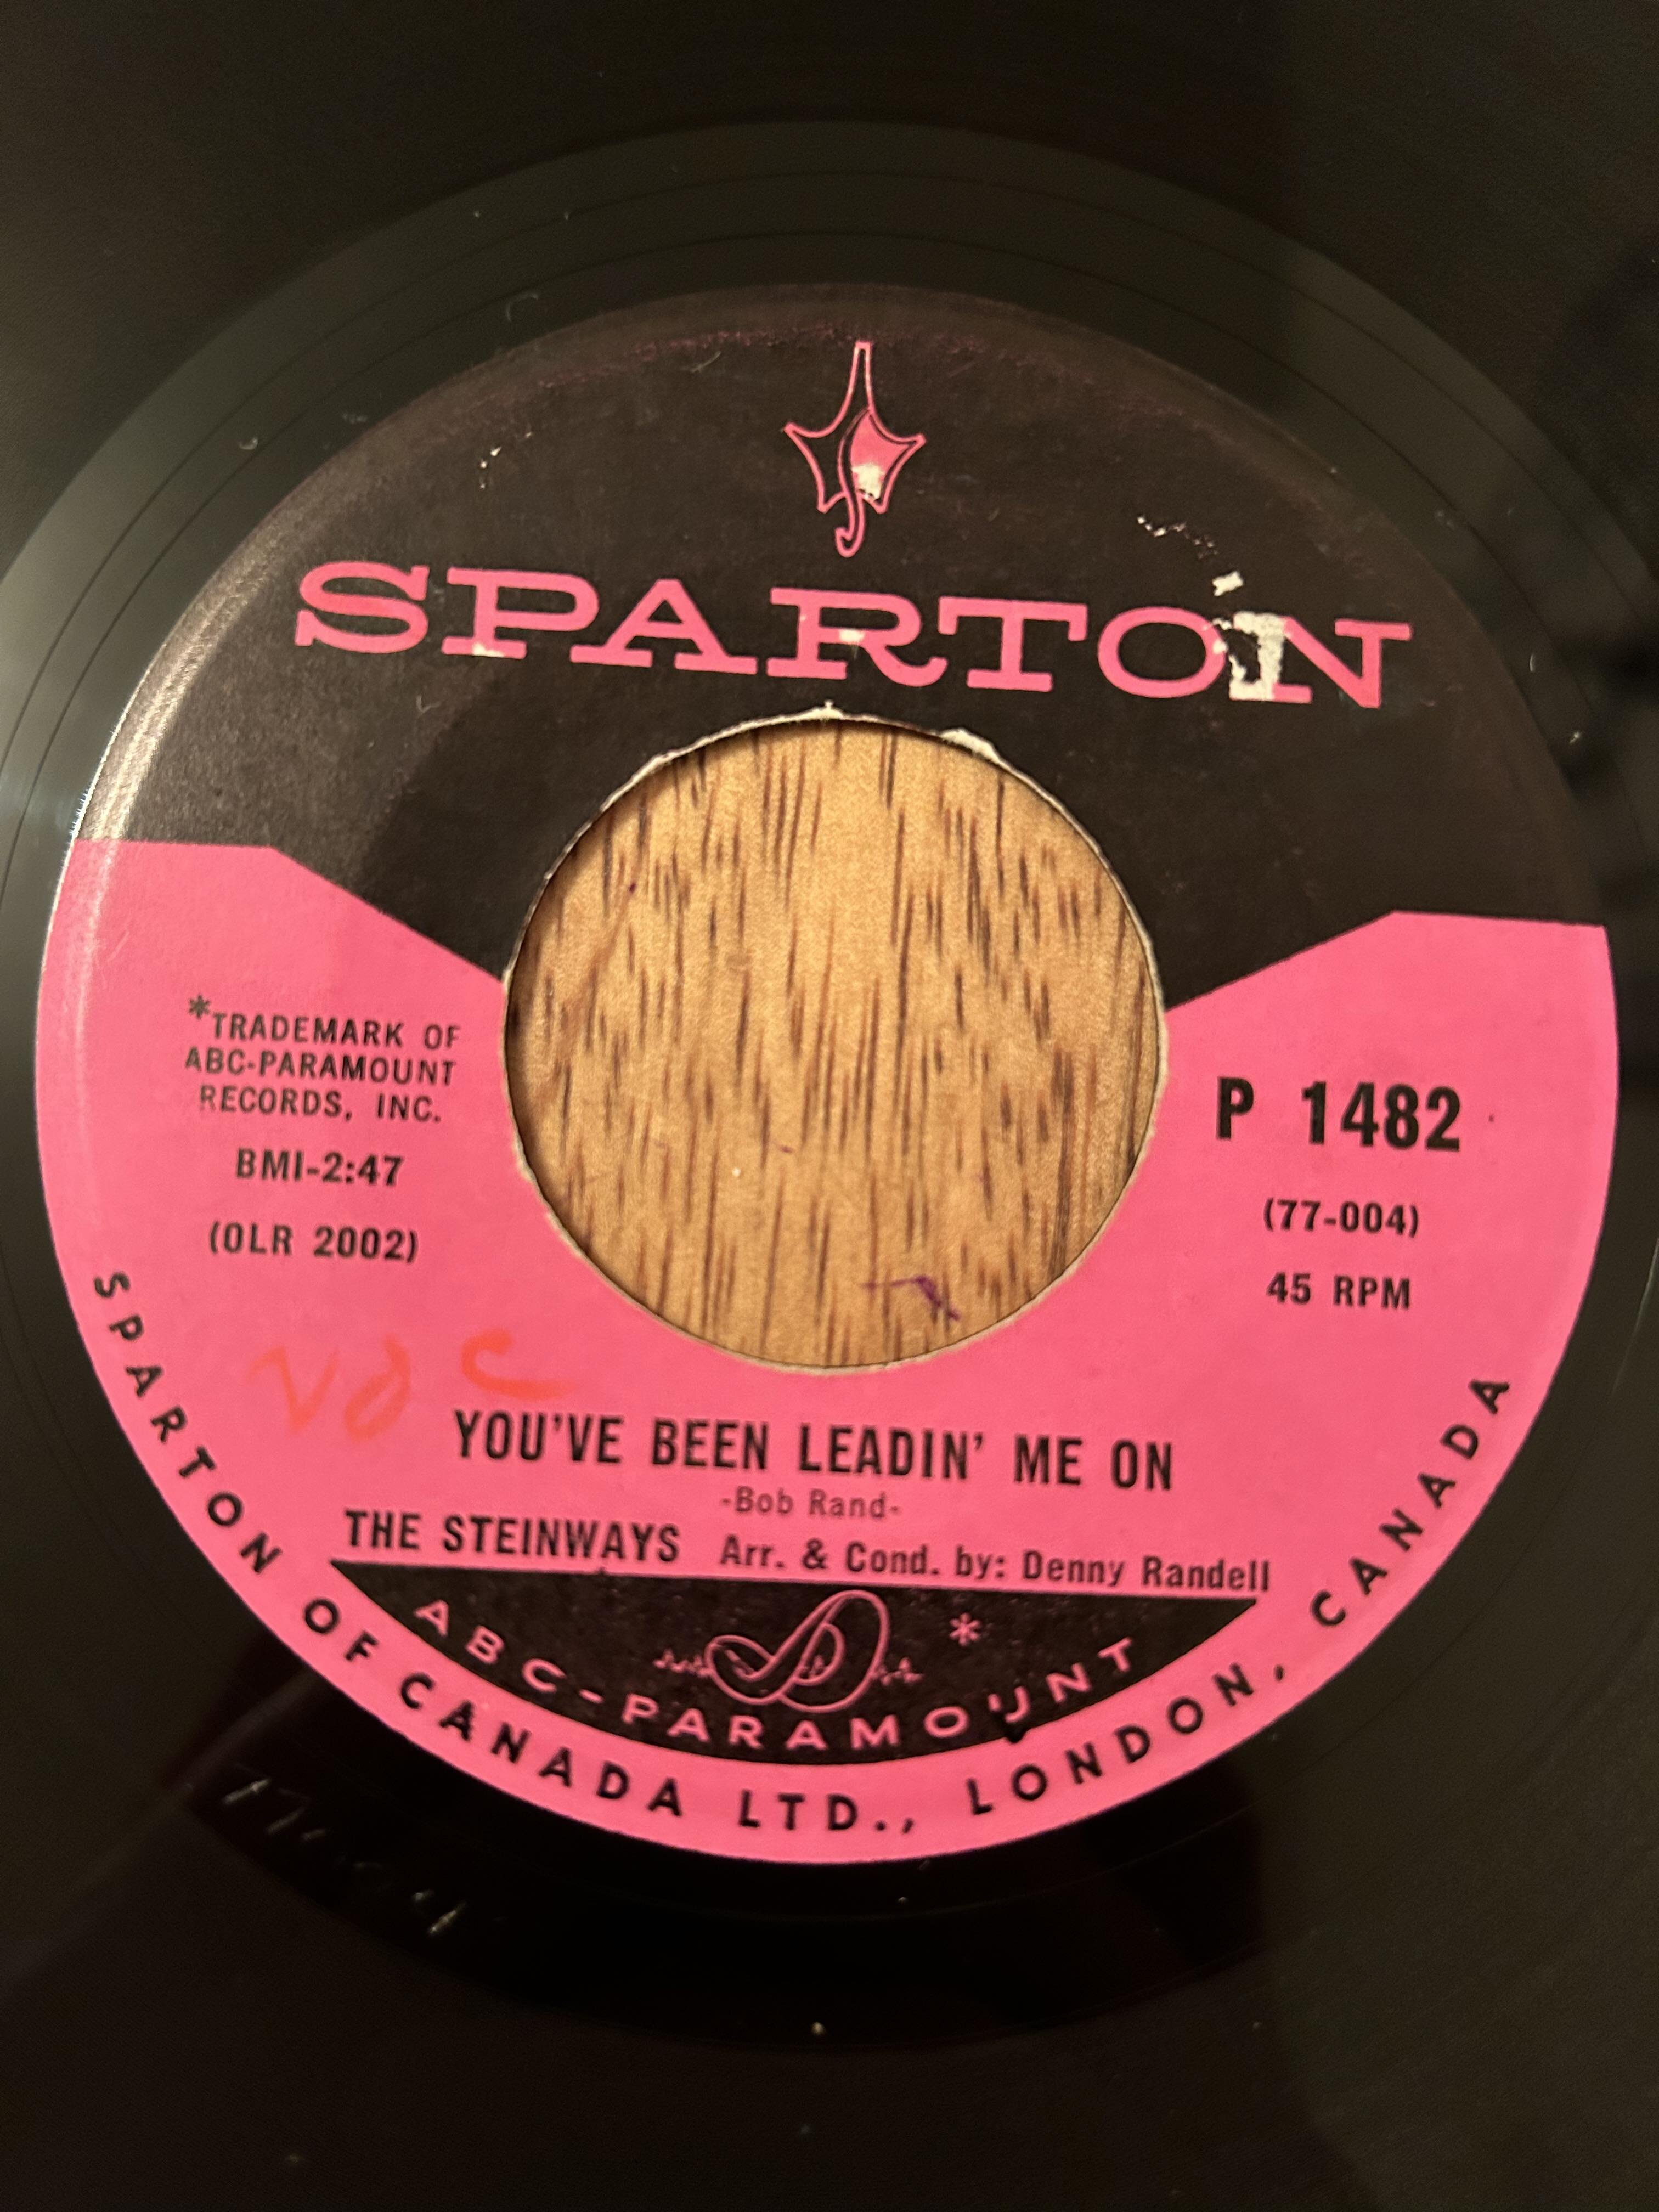 SPARTON
*TRADEMARK OF
ABC-PARAMOUNT
RECORDS, INC.
BMI-2:47
(OLR 2002)
P 1482
(77-004)
45 RPM
YOU'VE BEEN LEADIN' ME ON
-Bob Rand-
THE STEINWAYS Arr. & Cond. by: Denny Randell
ABC-PARAMOUNT *
SPARTON OF CANADA LTD., LONDON, CANADA